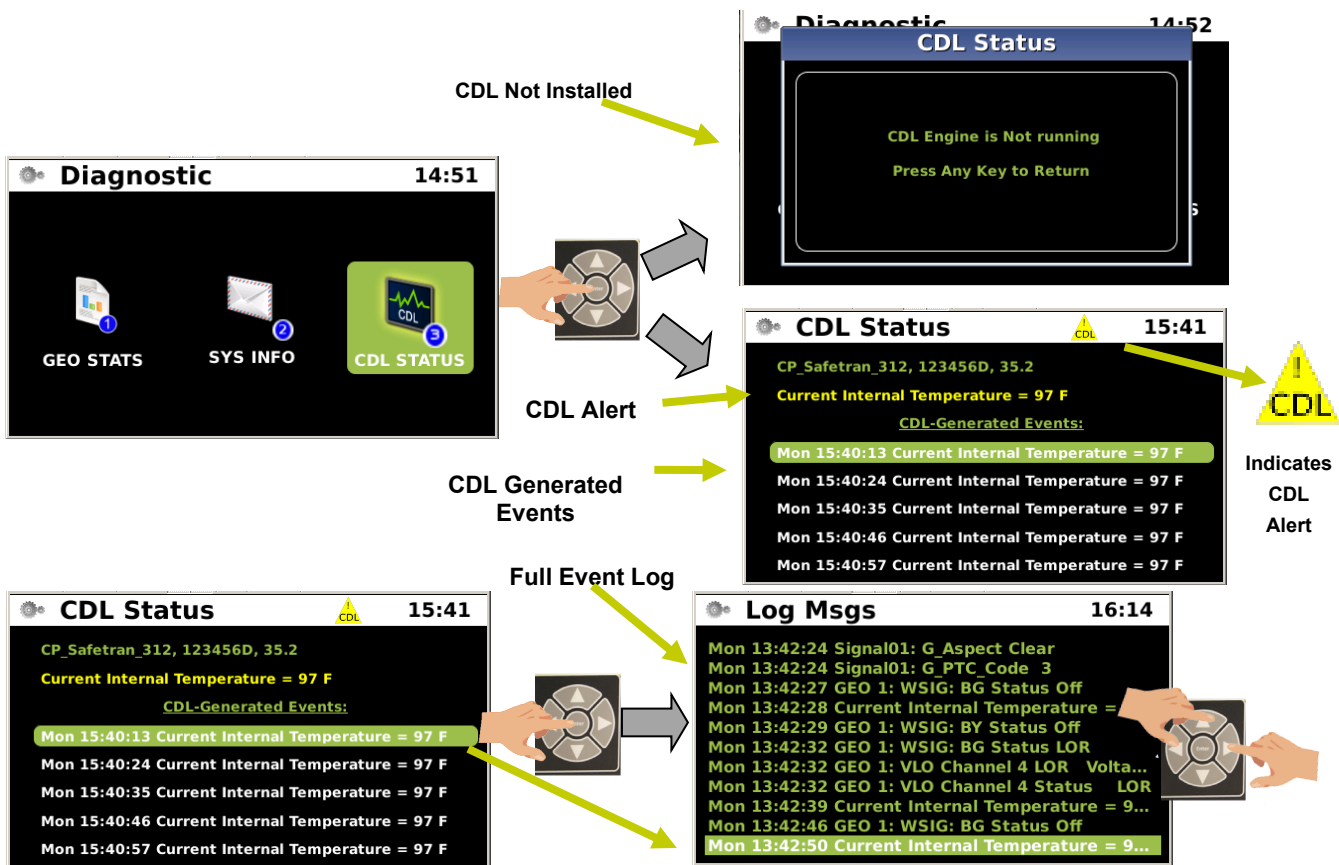 Diagnostic 14:52
CDL Status
CDL Not Installed
CDL Engine is Not running
Press Any Key to Return
Diagnostic 14:51
1
2
CDL
3
GEO STATS
SYS INFO
CDL STATUS
Enter
CDL Status ! CDL 15:41
CP_Safetran_312, 123456D, 35.2
Current Internal Temperature = 97 F
CDL-Generated Events:
Mon 15:40:13 Current Internal Temperature = 97 F
Mon 15:40:24 Current Internal Temperature = 97 F
Mon 15:40:35 Current Internal Temperature = 97 F
Mon 15:40:46 Current Internal Temperature = 97 F
Mon 15:40:57 Current Internal Temperature = 97 F
CDL Alert
CDL Generated
Events
!
CDL
Indicates
CDL
Alert
Full Event Log
CDL Status ! CDL 15:41
CP_Safetran_312, 123456D, 35.2
Current Internal Temperature = 97 F
CDL-Generated Events:
Mon 15:40:13 Current Internal Temperature = 97 F
Mon 15:40:24 Current Internal Temperature = 97 F
Mon 15:40:35 Current Internal Temperature = 97 F
Mon 15:40:46 Current Internal Temperature = 97 F
Mon 15:40:57 Current Internal Temperature = 97 F
Log Msgs 16:14
Mon 13:42:24 Signal01: G_Aspect Clear
Mon 13:42:24 Signal01: G_PTC_Code 3
Mon 13:42:27 GEO 1: WSIG: BG Status Off
Mon 13:42:28 Current Internal Temperature =
Mon 13:42:29 GEO 1: WSIG: BY Status Off
Mon 13:42:32 GEO 1: WSIG: BG Status LOR
Mon 13:42:32 GEO 1: VLO Channel 4 LOR Volta...
Mon 13:42:32 GEO 1: VLO Channel 4 Status LOR
Mon 13:42:39 Current Internal Temperature = 9...
Mon 13:42:46 GEO 1: WSIG: BG Status Off
Mon 13:42:50 Current Internal Temperature = 9...
Enter